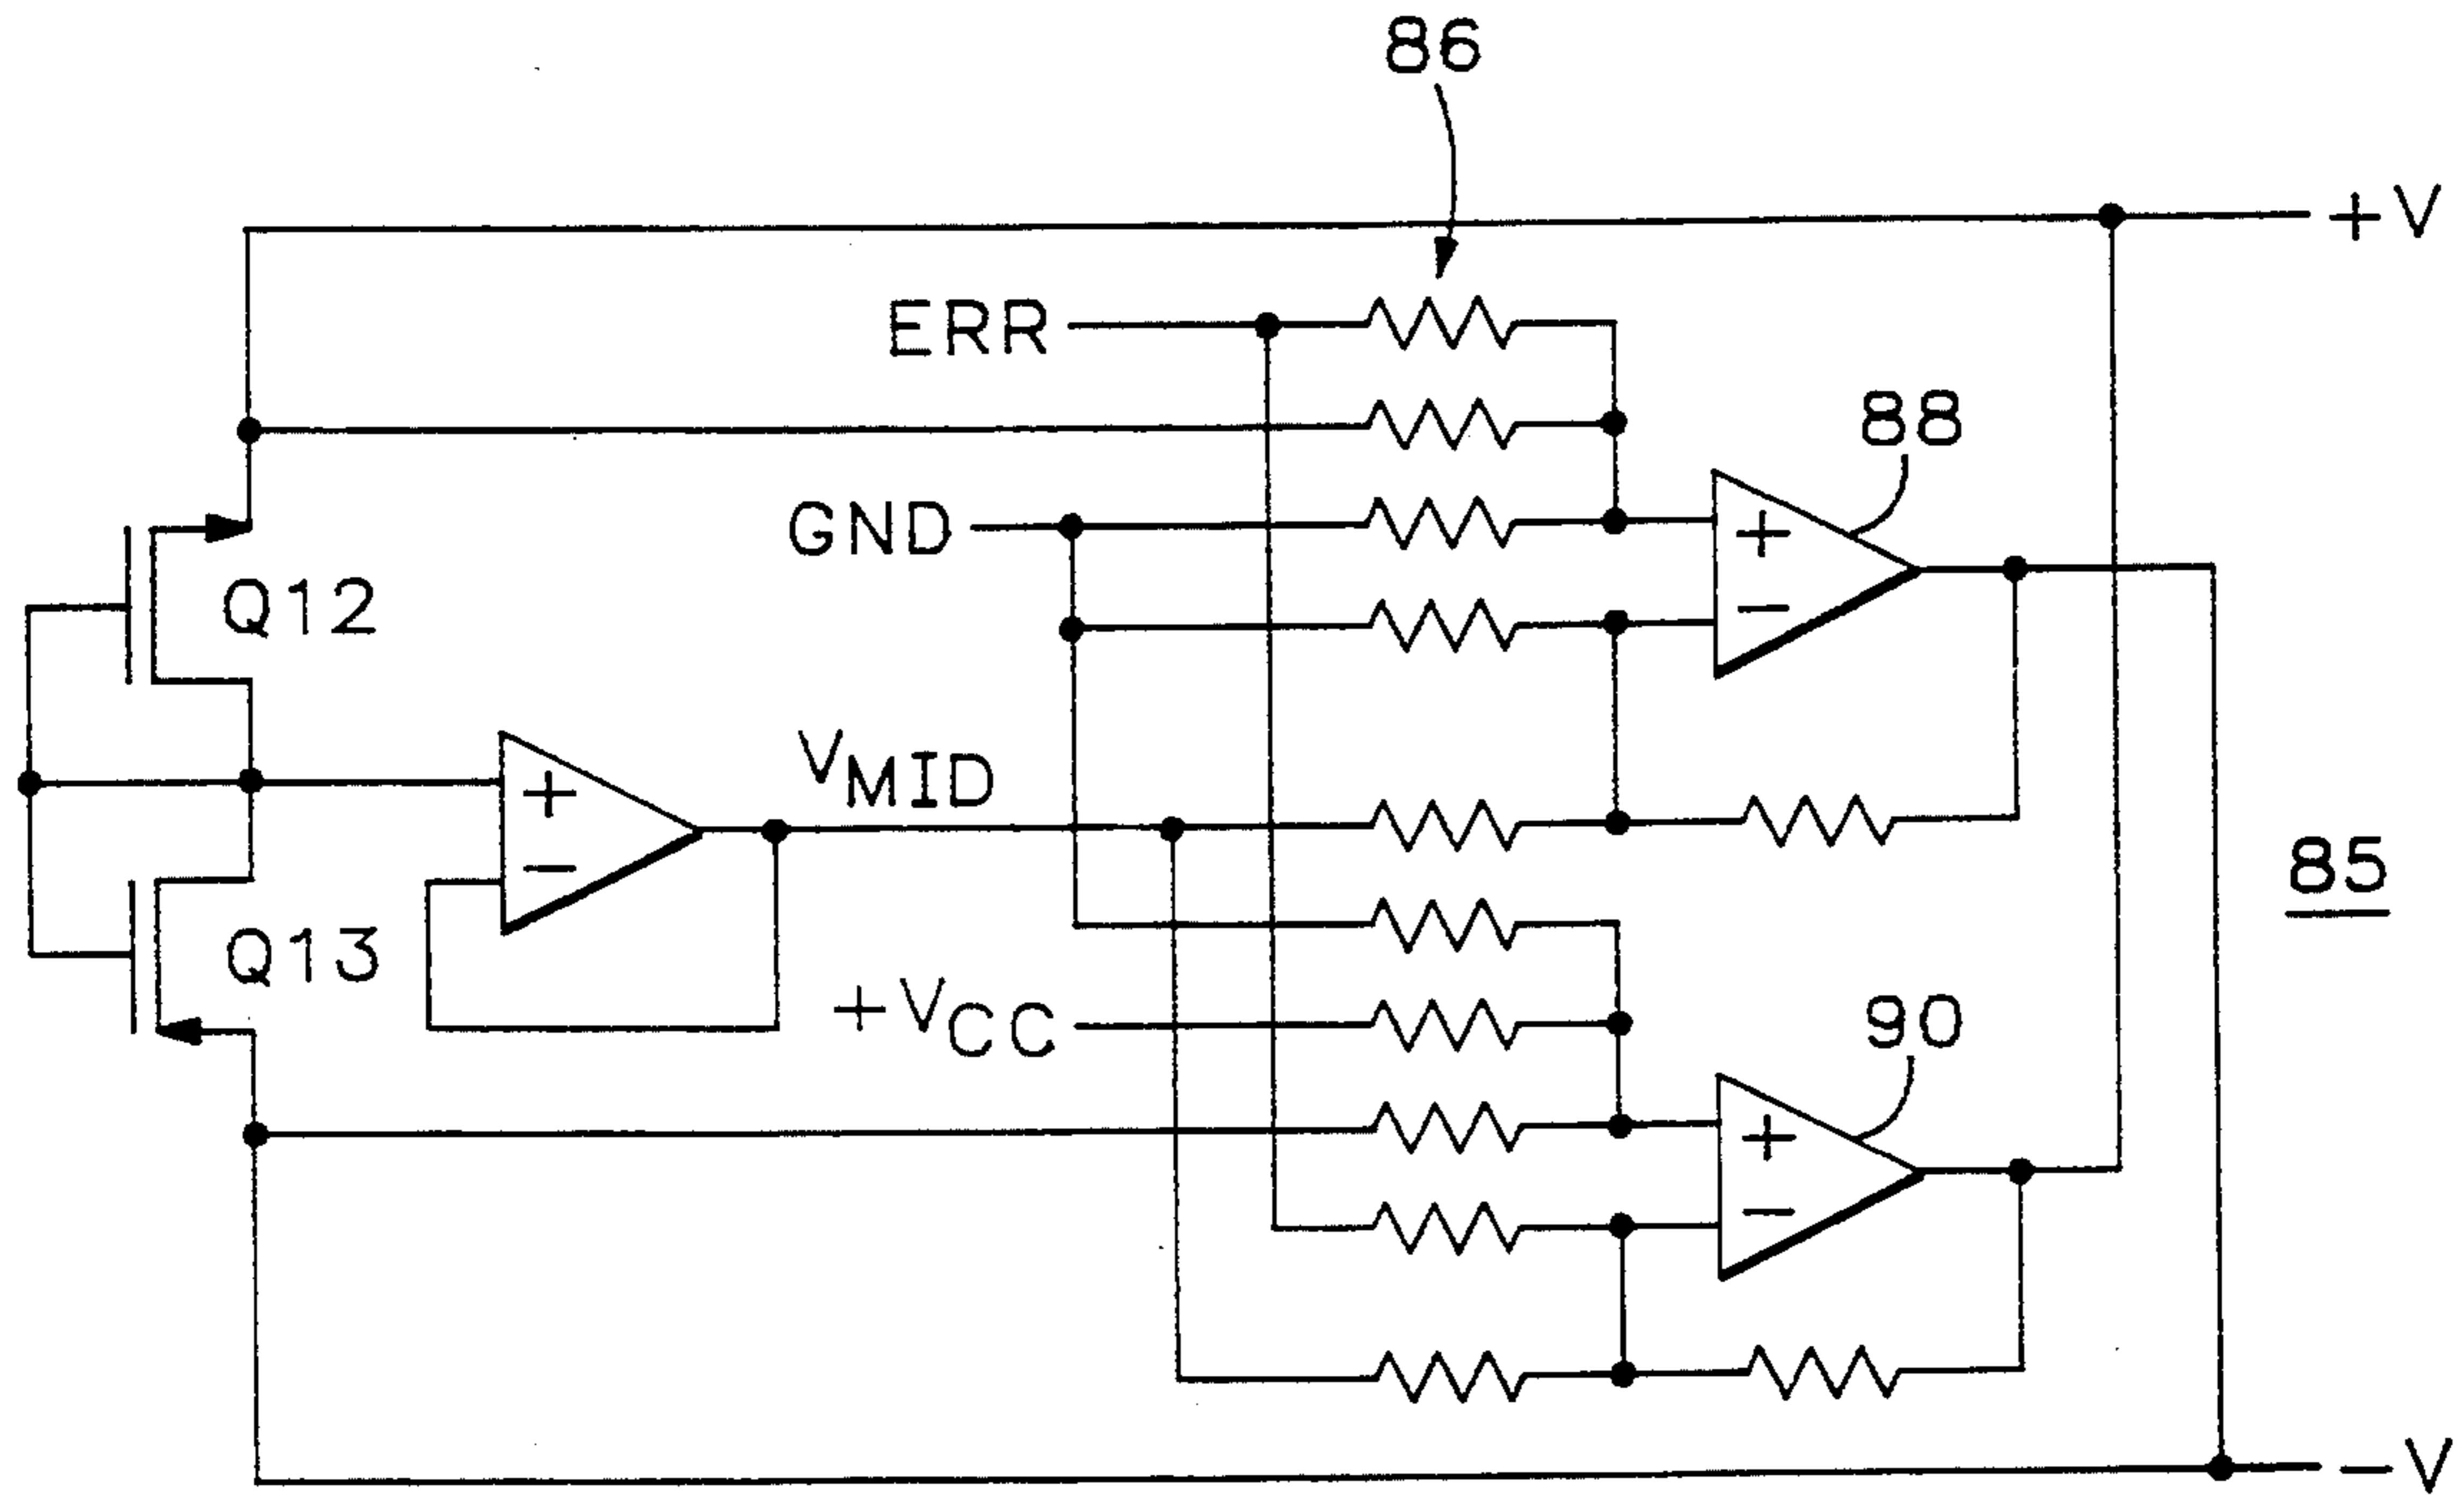 86
+V
ERR
88
GND
+
−
Q12
VMID
+
−
85
Q13
+VCC
90
+
−
−V